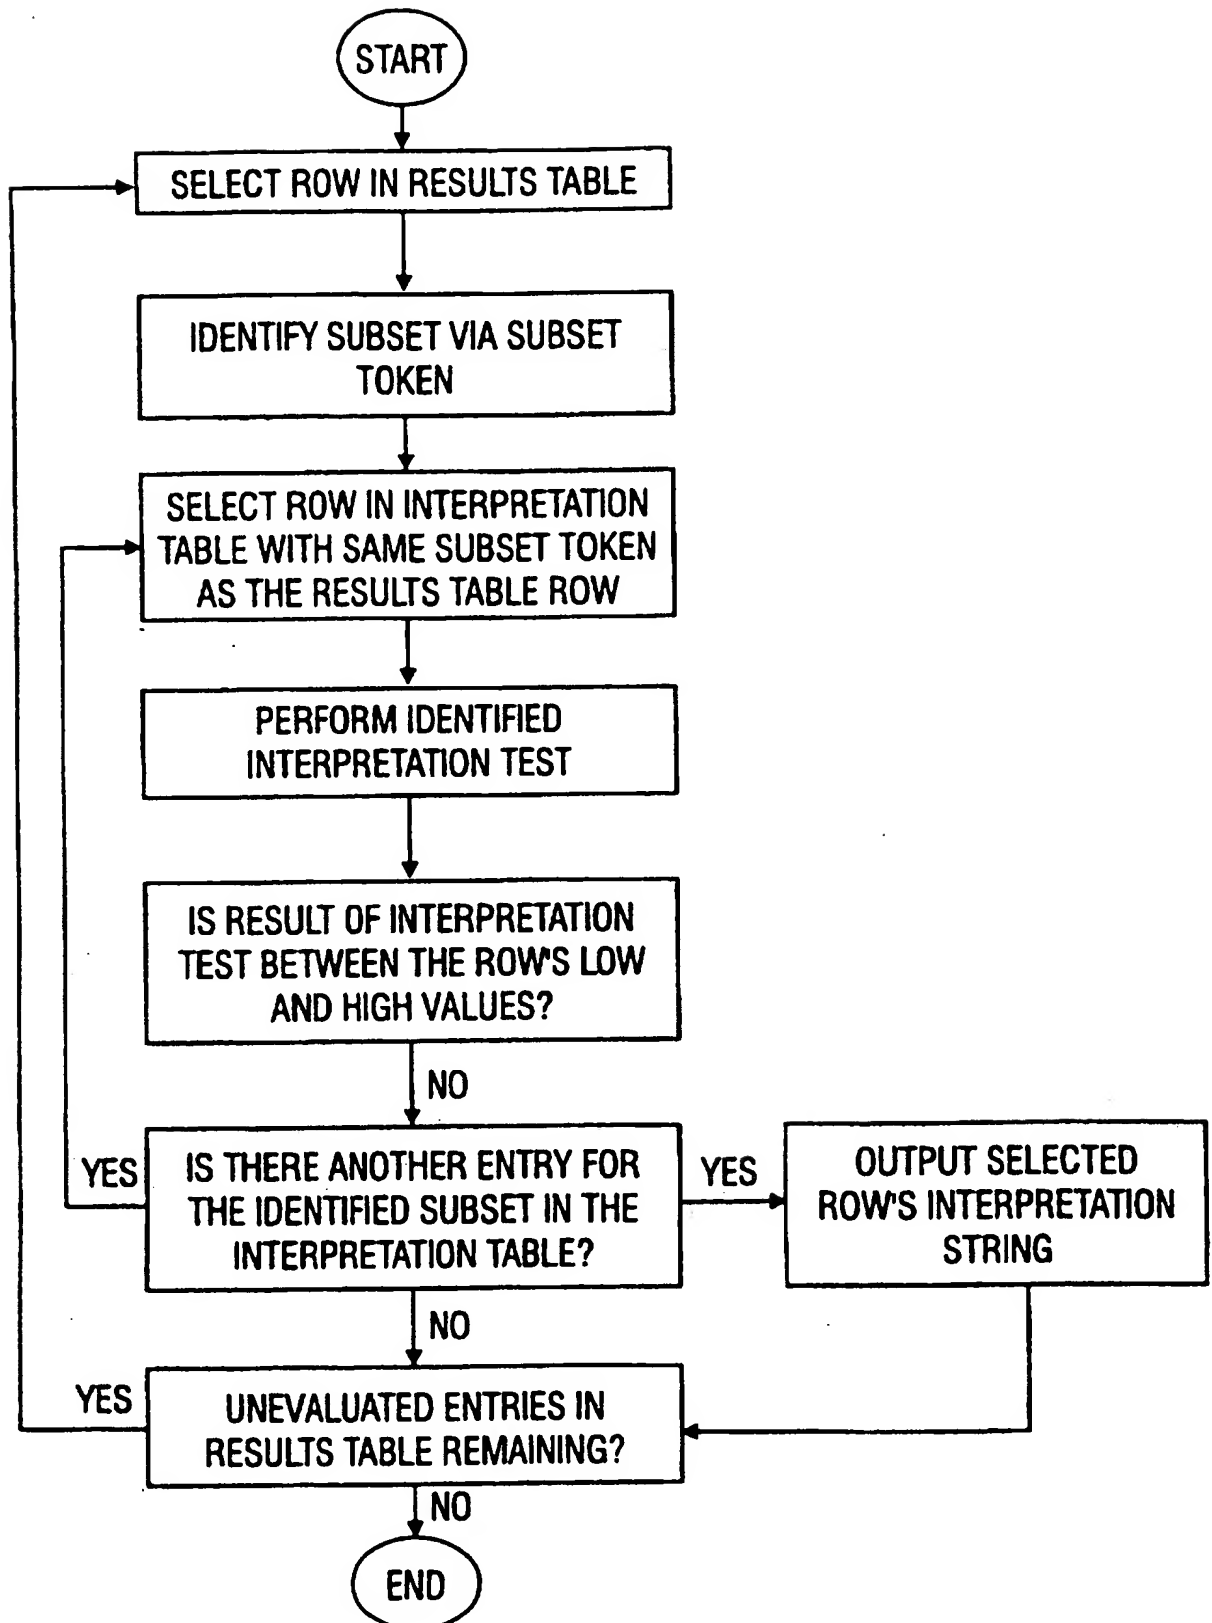 START
SELECT ROW IN RESULTS TABLE
IDENTIFY SUBSET VIA SUBSET
TOKEN
SELECT ROW IN INTERPRETATION
TABLE WITH SAME SUBSET TOKEN
AS THE RESULTS TABLE ROW
PERFORM IDENTIFIED
INTERPRETATION TEST
IS RESULT OF INTERPRETATION
TEST BETWEEN THE ROW'S LOW
AND HIGH VALUES?
NO
YES
IS THERE ANOTHER ENTRY FOR
THE IDENTIFIED SUBSET IN THE
INTERPRETATION TABLE?
YES
OUTPUT SELECTED
ROW'S INTERPRETATION
STRING
NO
YES
UNEVALUATED ENTRIES IN
RESULTS TABLE REMAINING?
NO
END